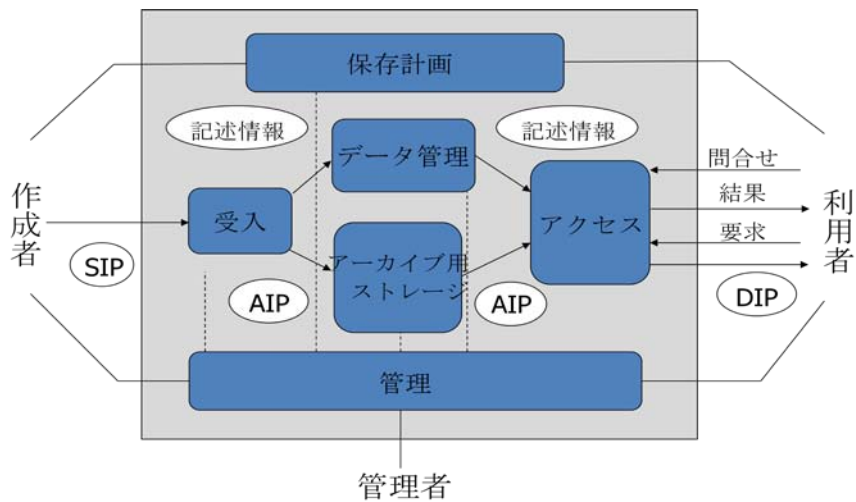 保存計画
記述情報
記述情報
データ管理
問合せ
結果
要求
作成者
受入
アクセス
利用者
アーカイブ用
ストレージ
SIP
AIP
AIP
DIP
管理
管理者